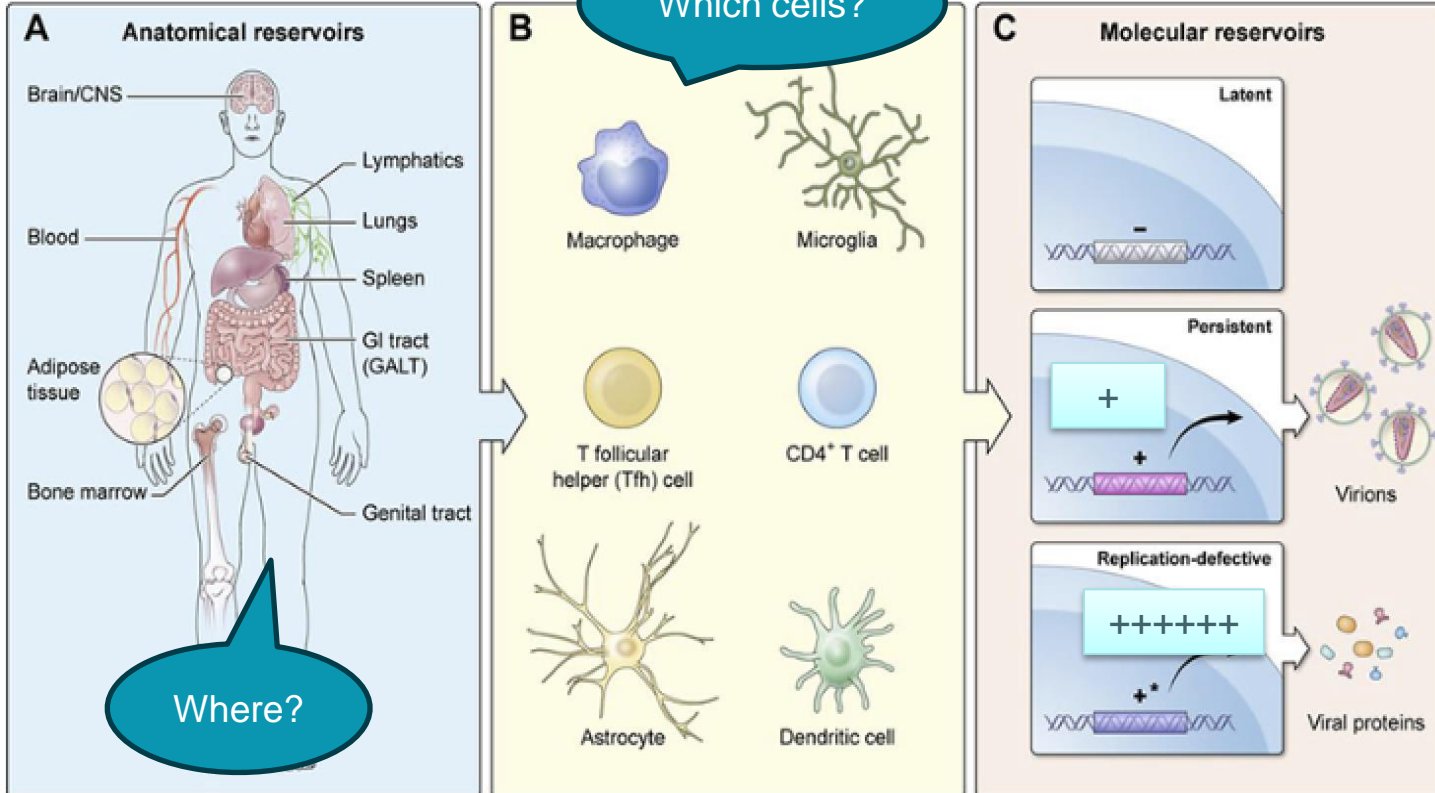 A
Anatomical reservoirs
Brain/CNS
Lymphatics
Lungs
Blood
Spleen
GI tract
(GALT)
Adipose
tissue
Bone marrow
Genital tract
Where?
B
Which cells?
Macrophage
Microglia
T follicular
helper (Tfh) cell
CD4⁺ T cell
Astrocyte
Dendritic cell
C
Molecular reservoirs
Latent
–
Persistent
+
+
Virions
Replication-defective
++++++
+*
Viral proteins